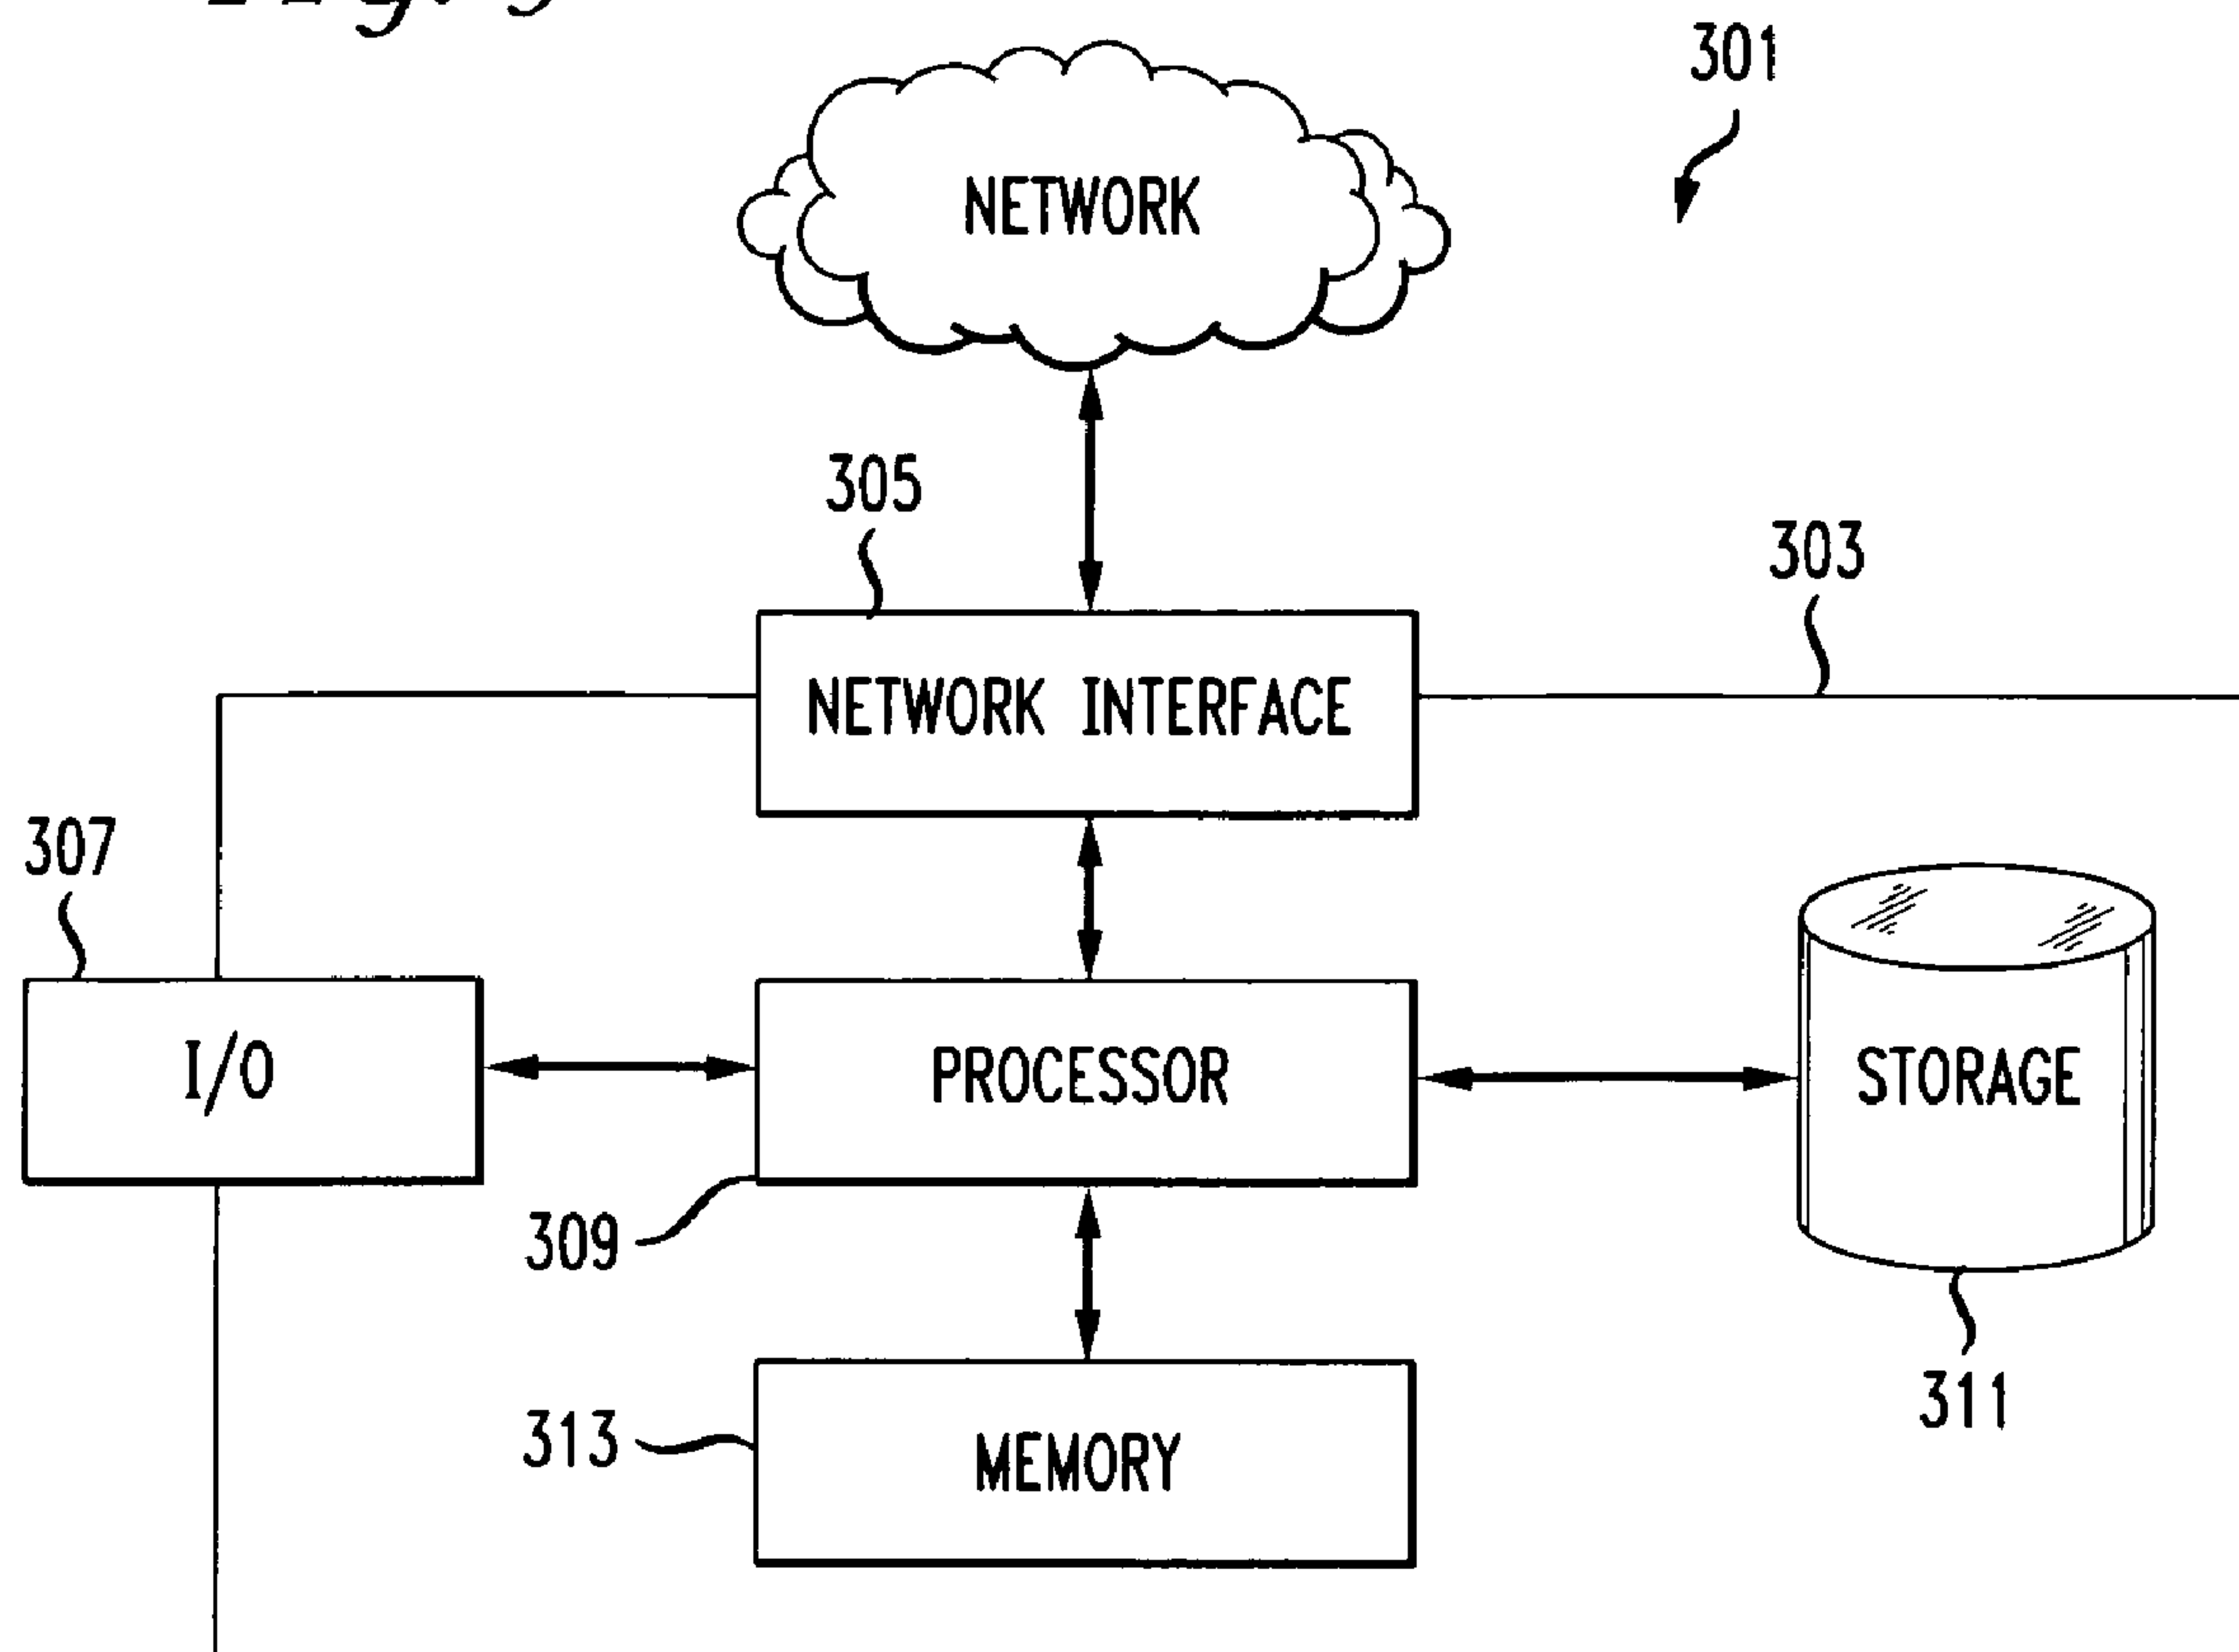 301
NETWORK
305
303
NETWORK INTERFACE
307
I/O
PROCESSOR
STORAGE
309
311
313
MEMORY